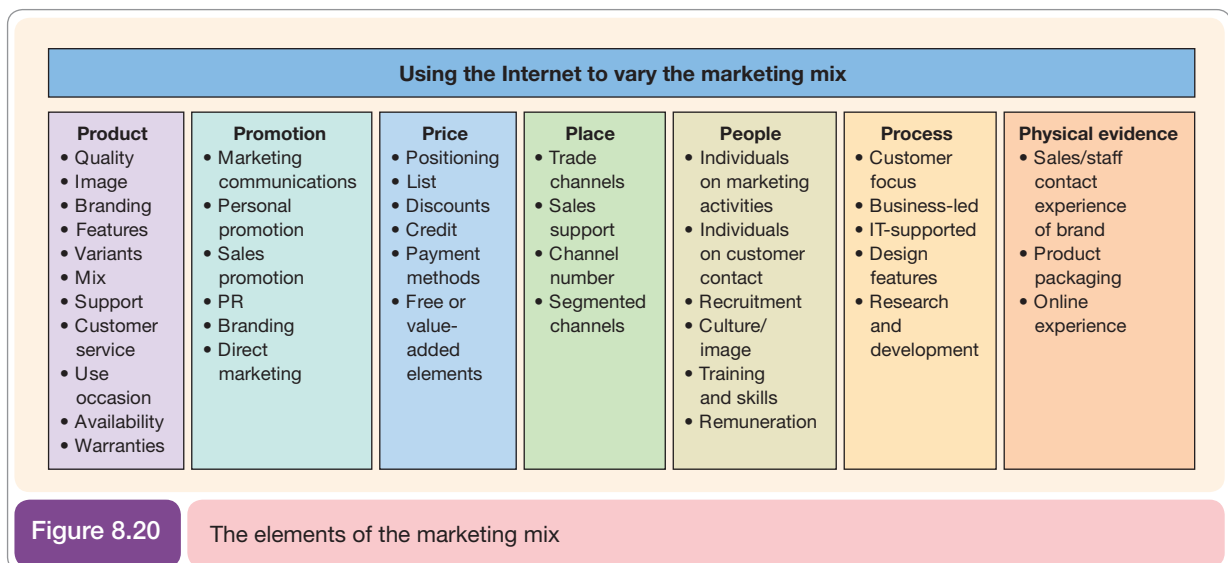 Using the Internet to vary the marketing mix
Product
• Quality
• Image
• Branding
• Features
• Variants
• Mix
• Support
• Customer
service
• Use
occasion
• Availability
• Warranties
Promotion
• Marketing
communications
• Personal
promotion
• Sales
promotion
• PR
• Branding
• Direct
marketing
Price
• Positioning
• List
• Discounts
• Credit
• Payment
methods
• Free or
value-
added
elements
Place
• Trade
channels
• Sales
support
• Channel
number
• Segmented
channels
People
• Individuals
on marketing
activities
• Individuals
on customer
contact
• Recruitment
• Culture/
image
• Training
and skills
• Remuneration
Process
• Customer
focus
• Business-led
• IT-supported
• Design
features
• Research
and
development
Physical evidence
• Sales/staff
contact
experience
of brand
• Product
packaging
• Online
experience
Figure 8.20
The elements of the marketing mix